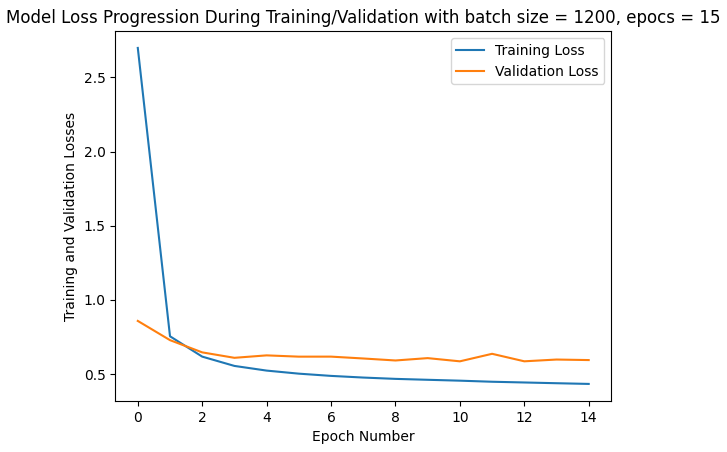 Model Loss Progression During Training/Validation with batch size = 1200, epocs = 15
Training Loss
Validation Loss
Training and Validation Losses
2.5
2.0
1.5
1.0
0.5
0 2 4 6 8 10 12 14
Epoch Number